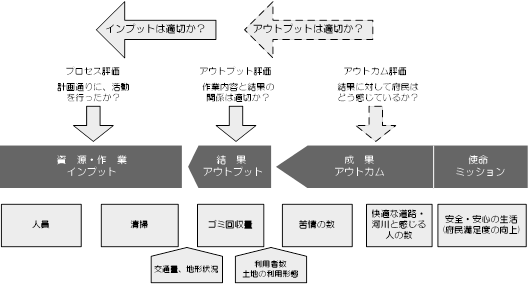 インプットは適切か?
アウトプットは適切か?
プロセス評価
計画通りに、活動
を行ったか?
アウトプット評価
作業内容と結果の
関係は適切か?
アウトカム評価
結果に対して府民は
どう感じているか?
資 源・作 業
インプット
結 果
アウトプット
成 果
アウトカム
使命
ミッション
人員
清掃
ゴミ回収量
苦情の数
快適な道路・
河川と感じる
人の数
安全・安心の生活
(府民満足度の向上)
交通量、地形状況
利用者数
土地の利用形態